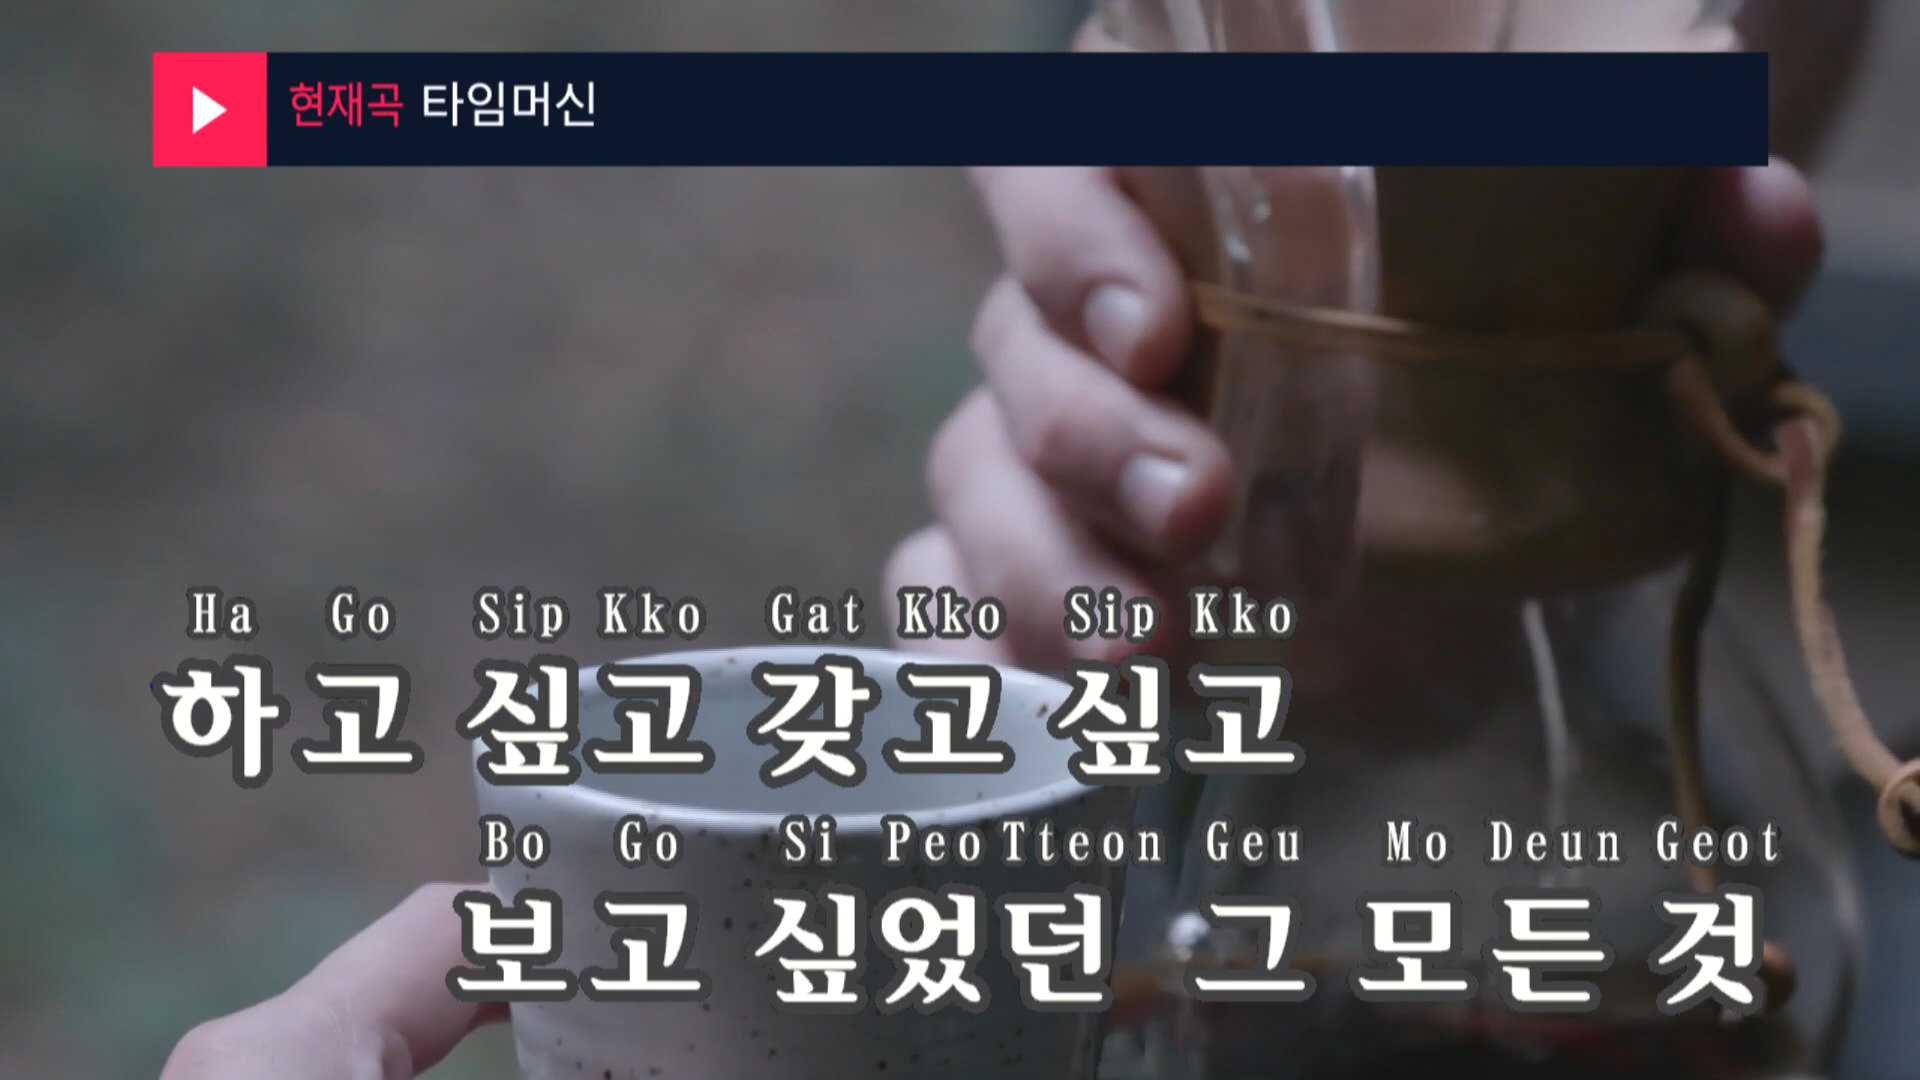 현재곡 타임머신
Ha Go Sip Kko Gat Kko Sip Kko
하고 싶고 갖고 싶고
Bo Go Si Peo Tteon Geu Mo Deun Geot
보고 싶었던 그 모든 것